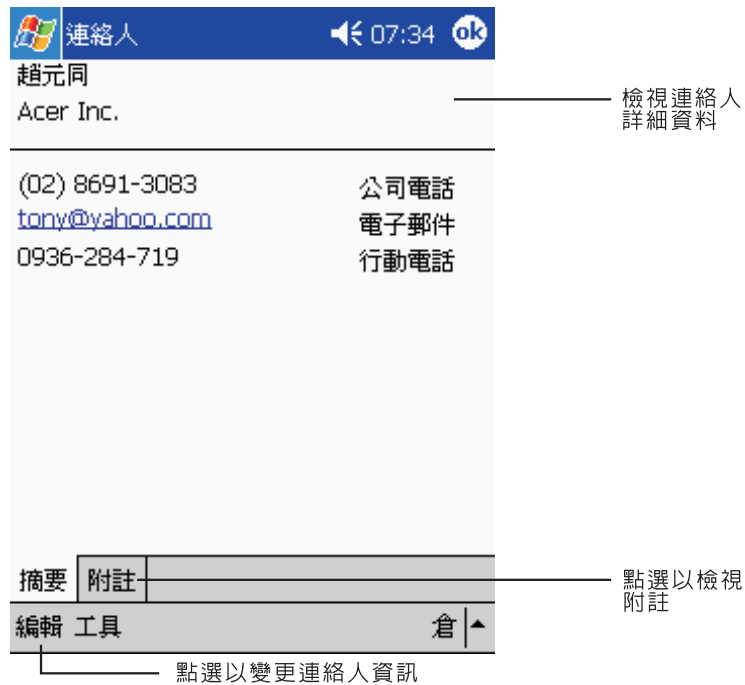 連絡人 07:34 ok
趙元同
Acer Inc.
檢視連絡人
詳細資料
(02) 8691-3083 公司電話
tony@yahoo.com 電子郵件
0936-284-719 行動電話
摘要 附註
點選以檢視
附註
編輯 工具 倉
點選以變更連絡人資訊